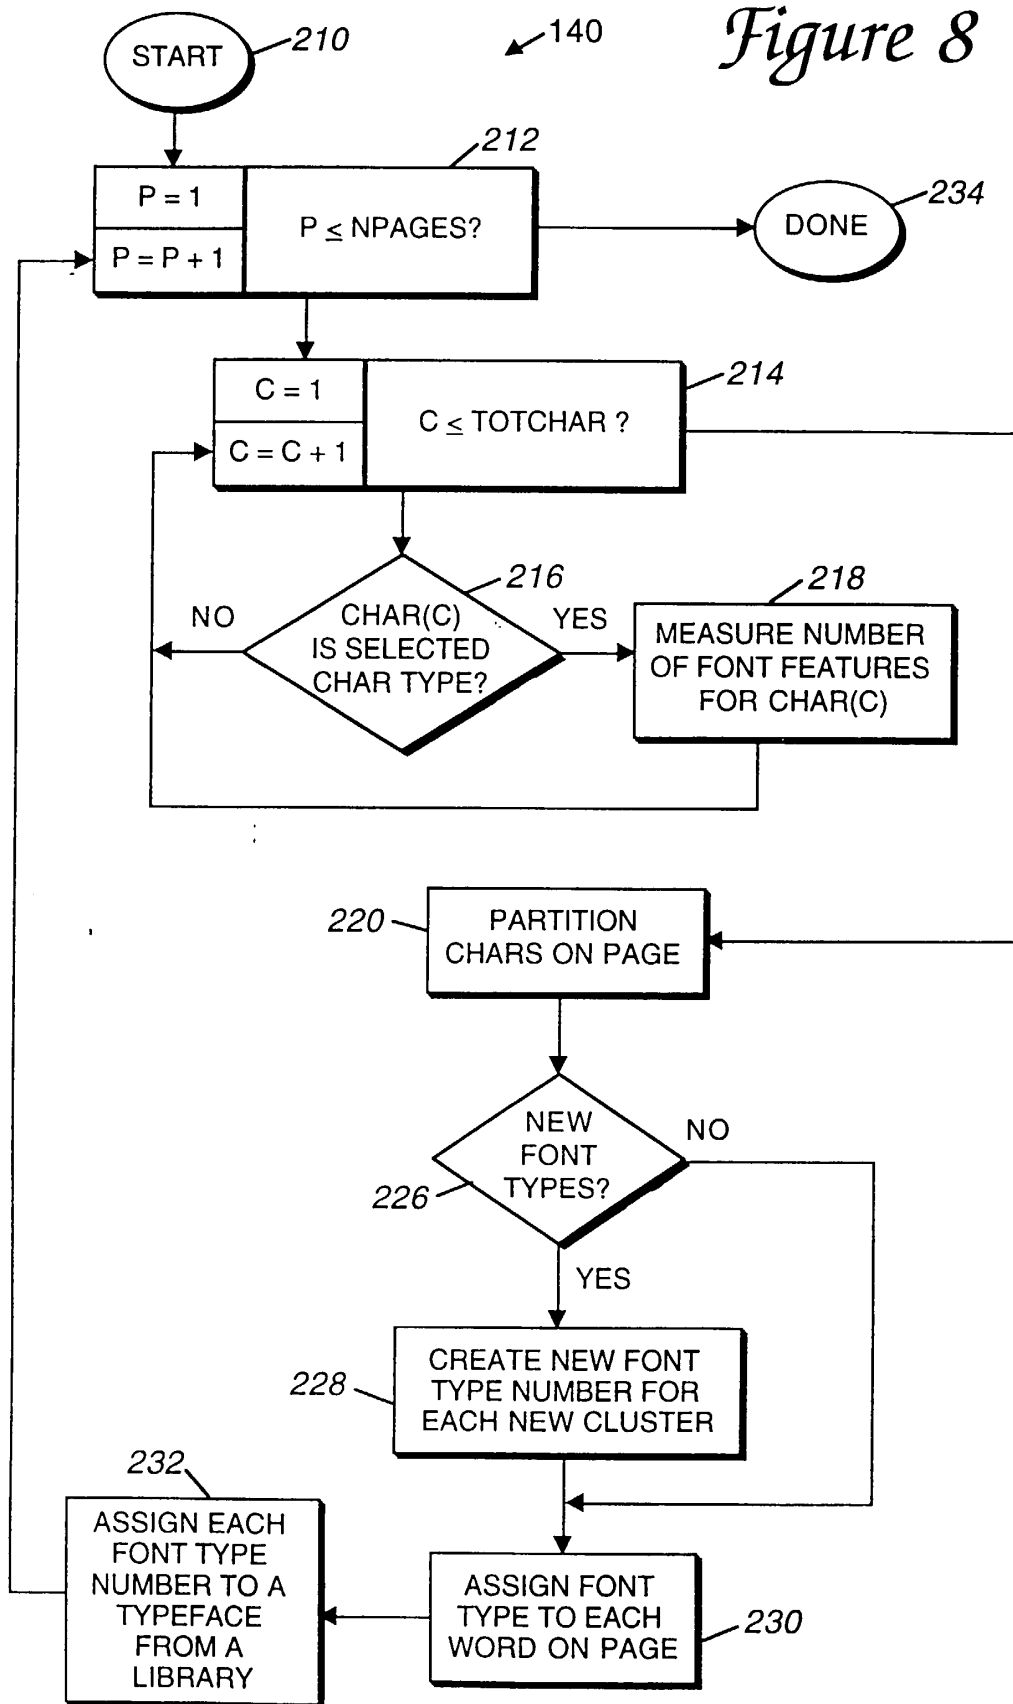 Figure 8
START
210
140
212
P = 1
P = P + 1
P ≤ NPAGES?
DONE
234
C = 1
C = C + 1
C ≤ TOTCHAR ?
214
216
CHAR(C)
IS SELECTED
CHAR TYPE?
NO
YES
218
MEASURE NUMBER
OF FONT FEATURES
FOR CHAR(C)
220
PARTITION
CHARS ON PAGE
NEW
FONT
TYPES?
226
NO
YES
228
CREATE NEW FONT
TYPE NUMBER FOR
EACH NEW CLUSTER
232
ASSIGN EACH
FONT TYPE
NUMBER TO A
TYPEFACE
FROM A
LIBRARY
ASSIGN FONT
TYPE TO EACH
WORD ON PAGE
230